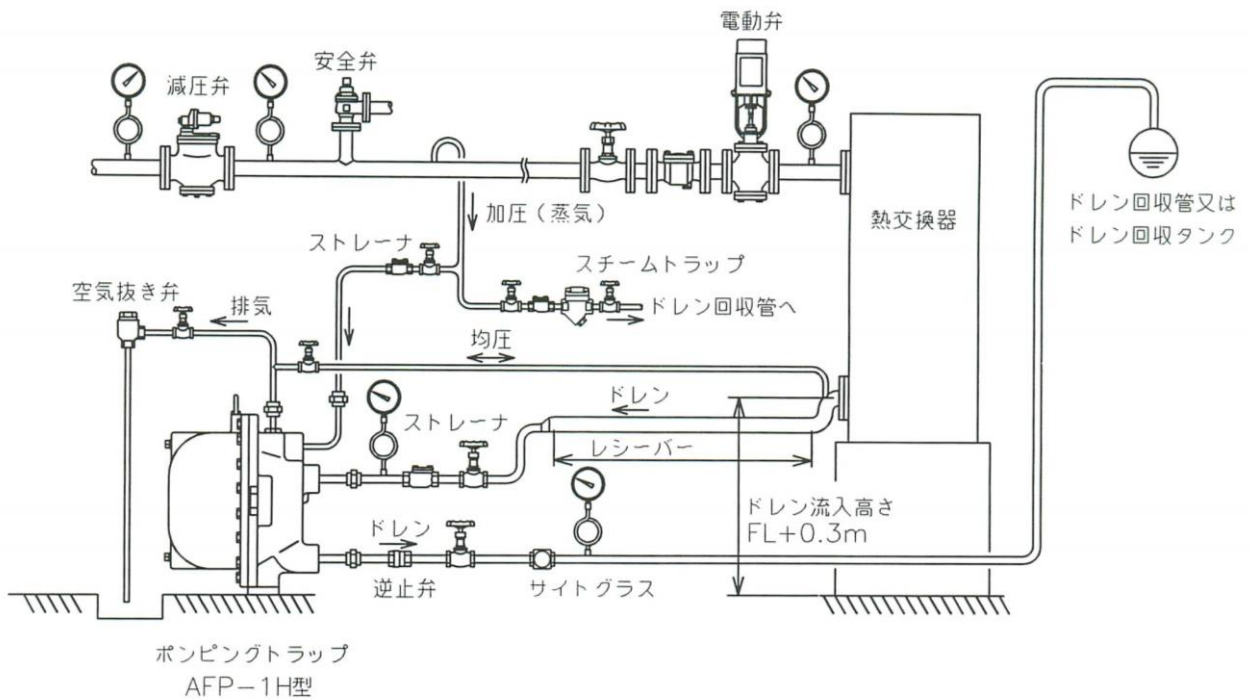 電動弁
安全弁
減圧弁
ドレン回収管又は
ドレン回収タンク
熱交換器
加圧(蒸気)
ストレーナ
スチームトラップ
空気抜き弁
排気
ドレン回収管へ
均圧
ドレン
ストレーナ
レシーバー
ドレン流入高さ
FL+0.3m
ドレン
逆止弁
サイトグラス
ポンピングトラップ
AFP-1H型